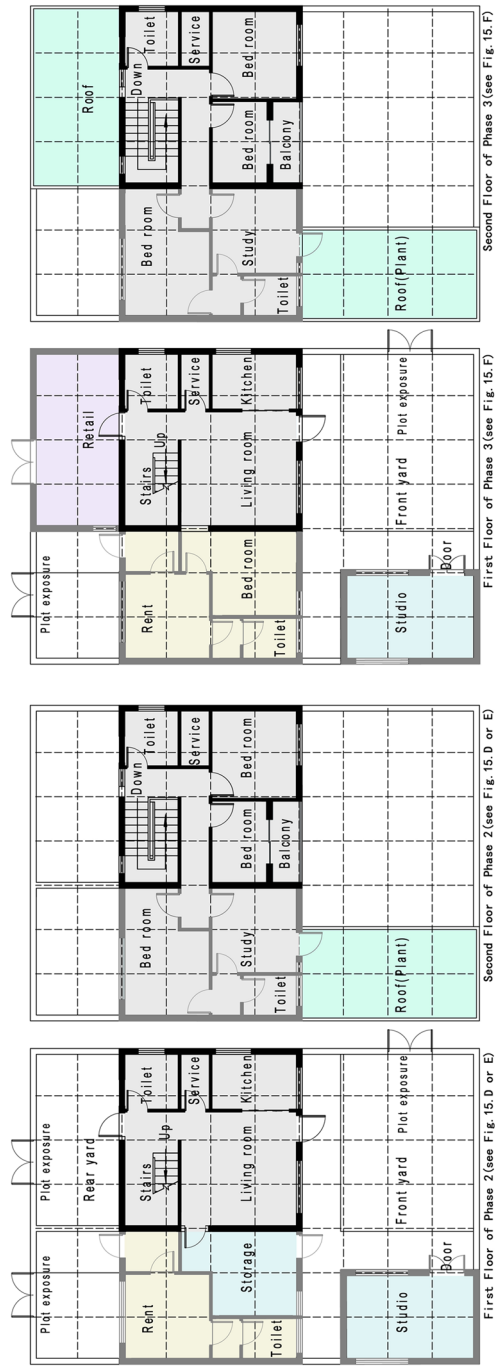 Plot exposure
Plot exposure
Rear yard
Rent
Stairs
Up
Toilet
Service
Storage
Living room
Kitchen
Toilet
Studio
Front yard
Plot exposure
Door
First Floor of Phase 2(see Fig. 15. D or E)
Bed room
Down
Toilet
Service
Study
Bed room
Bed room
Toilet
Balcony
Roof(Plant)
Second Floor of Phase 2(see Fig. 15. D or E)
Plot exposure
Retail
Rent
Stairs
Up
Toilet
Service
Bed room
Living room
Kitchen
Toilet
Studio
Front yard
Plot exposure
Door
First Floor of Phase 3(see Fig. 15. F)
Roof
Bed room
Down
Toilet
Service
Study
Bed room
Bed room
Toilet
Balcony
Roof(Plant)
Second Floor of Phase 3(see Fig. 15. F)